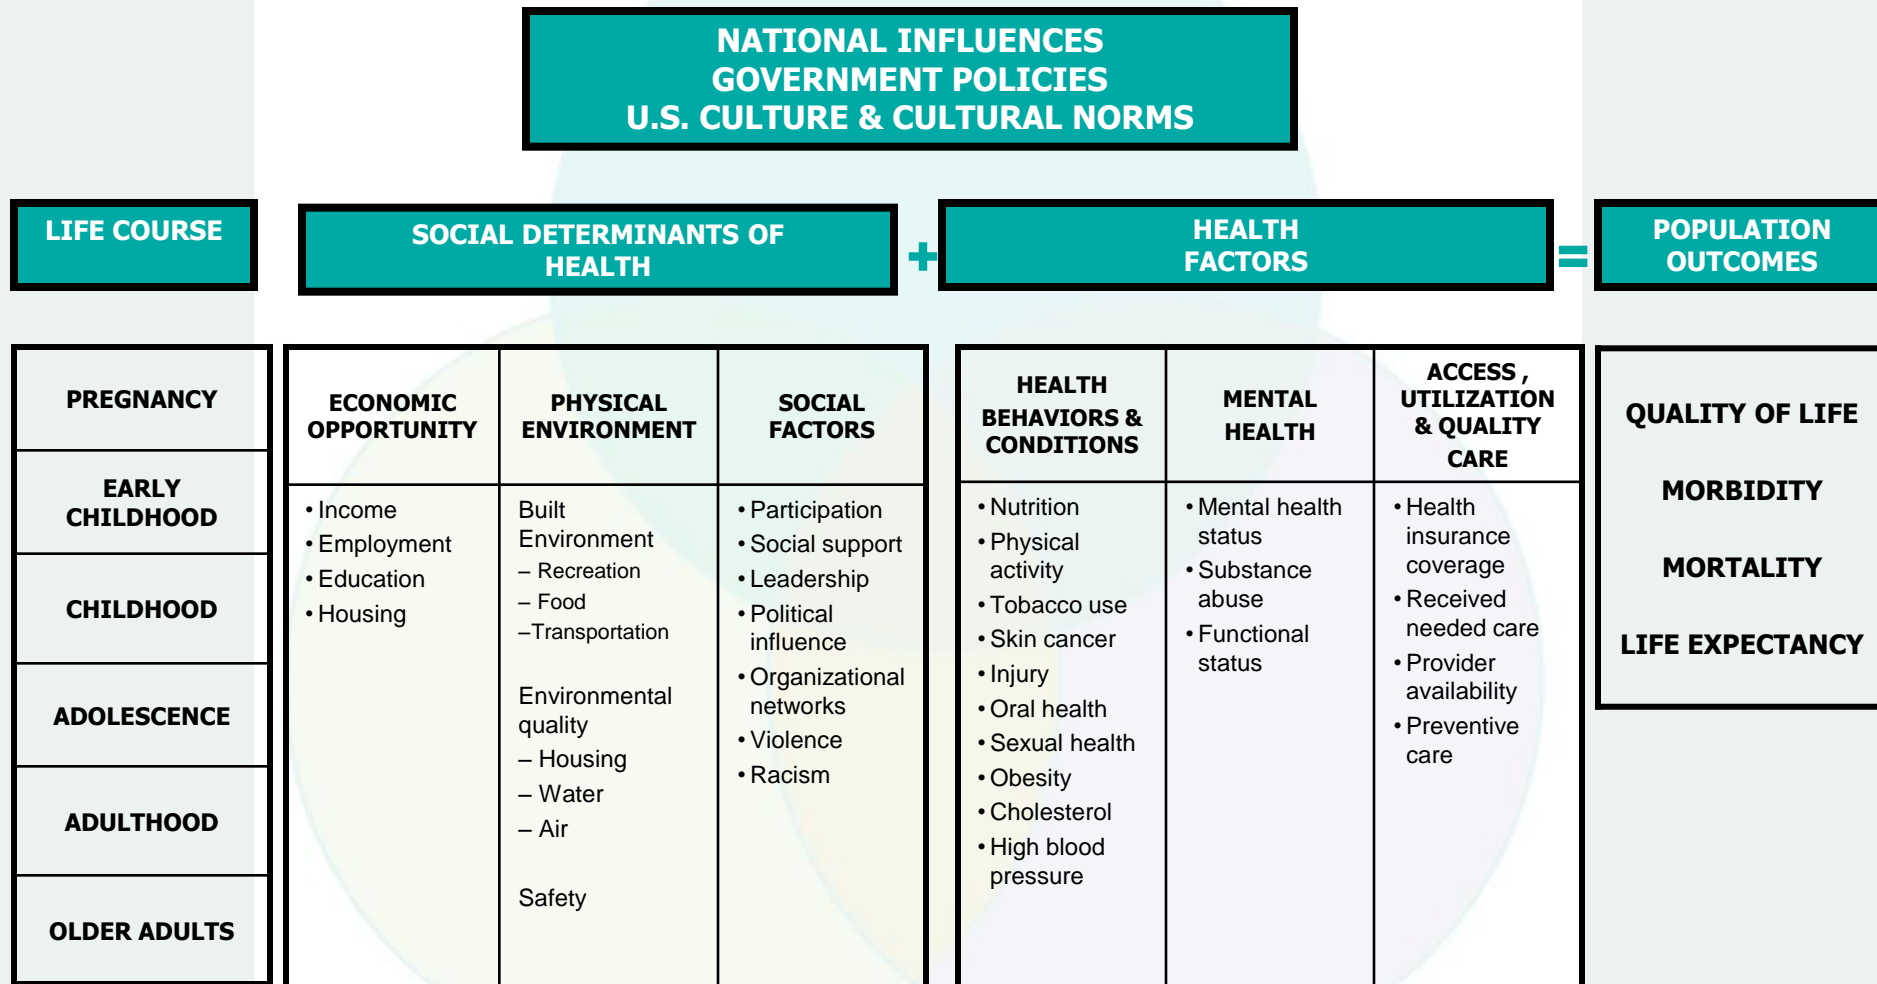 NATIONAL INFLUENCES
GOVERNMENT POLICIES
U.S. CULTURE & CULTURAL NORMS
LIFE COURSE
SOCIAL DETERMINANTS OF
HEALTH
+
HEALTH
FACTORS
=
POPULATION
OUTCOMES
PREGNANCY
EARLY
CHILDHOOD
CHILDHOOD
ADOLESCENCE
ADULTHOOD
OLDER ADULTS
ECONOMIC
OPPORTUNITY
• Income
• Employment
• Education
• Housing
PHYSICAL
ENVIRONMENT
Built
Environment
– Recreation
– Food
–Transportation
Environmental
quality
– Housing
– Water
– Air
Safety
SOCIAL
FACTORS
• Participation
• Social support
• Leadership
• Political
influence
• Organizational
networks
• Violence
• Racism
HEALTH
BEHAVIORS &
CONDITIONS
• Nutrition
• Physical
activity
• Tobacco use
• Skin cancer
• Injury
• Oral health
• Sexual health
• Obesity
• Cholesterol
• High blood
pressure
MENTAL
HEALTH
• Mental health
status
• Substance
abuse
• Functional
status
ACCESS ,
UTILIZATION
& QUALITY
CARE
• Health
insurance
coverage
• Received
needed care
• Provider
availability
• Preventive
care
QUALITY OF LIFE
MORBIDITY
MORTALITY
LIFE EXPECTANCY